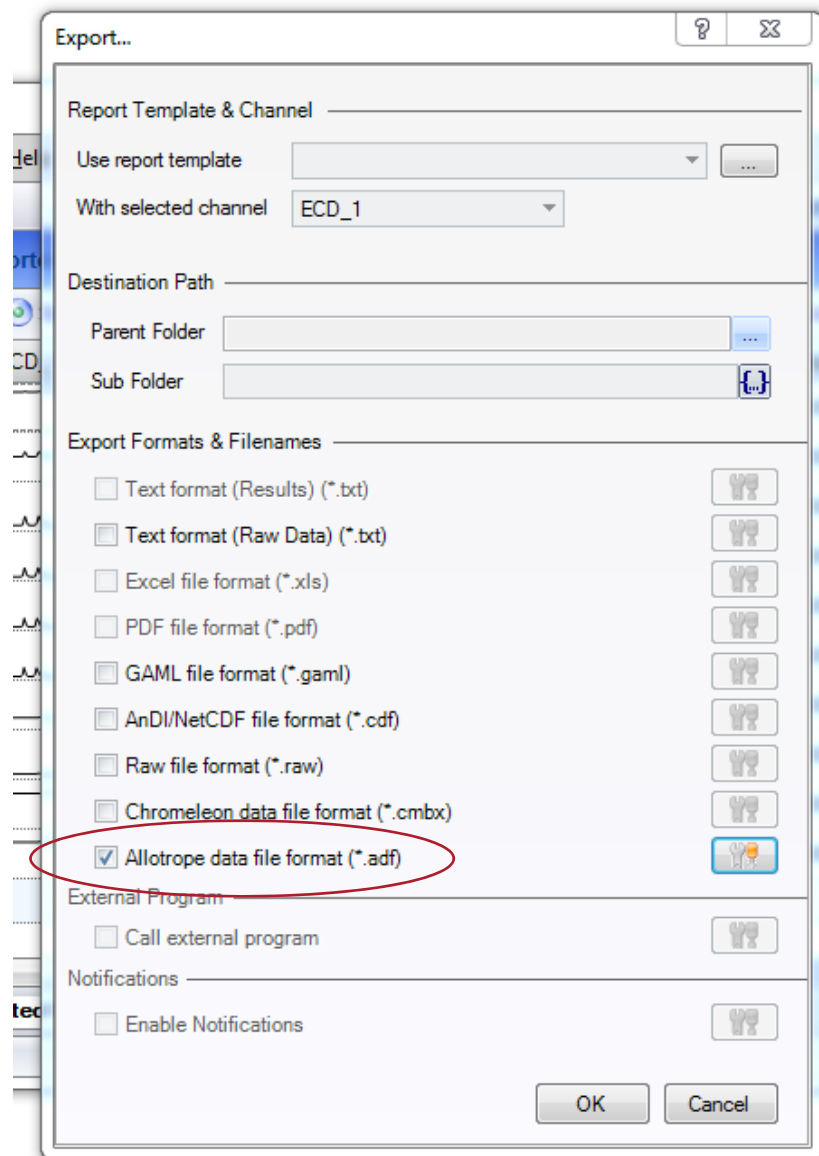 Export...
Report Template & Channel
Use report template
...
With selected channel ECD_1
Destination Path
Parent Folder
...
Sub Folder
{..}
Export Formats & Filenames
Text format (Results) (*.txt)
Text format (Raw Data) (*.txt)
Excel file format (*.xls)
PDF file format (*.pdf)
GAML file format (*.gaml)
AnDI/NetCDF file format (*.cdf)
Raw file format (*.raw)
Chromeleon data file format (*.cmbx)
Allotrope data file format (*.adf)
External Program
Call external program
Notifications
Enable Notifications
OK Cancel